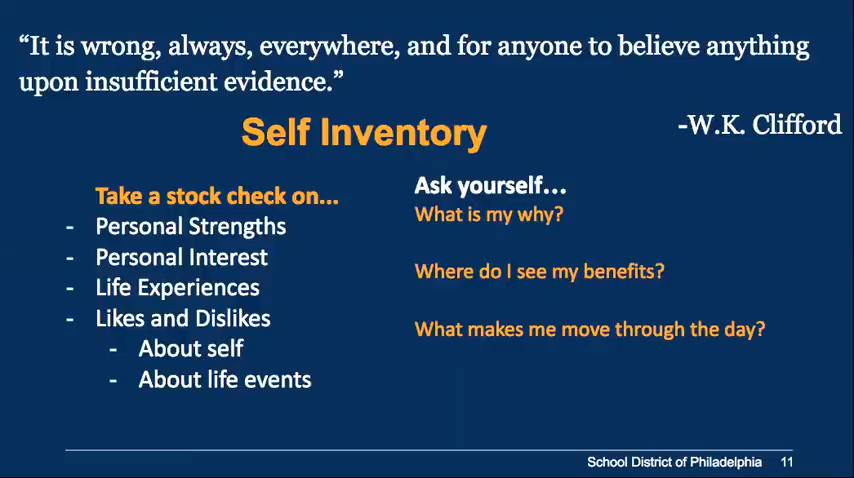 “It is wrong, always, everywhere, and for anyone to believe anything
upon insufficient evidence.”
-W.K. Clifford
Self Inventory
Take a stock check on...
- Personal Strengths
- Personal Interest
- Life Experiences
- Likes and Dislikes
- About self
- About life events
Ask yourself…
What is my why?
Where do I see my benefits?
What makes me move through the day?
School District of Philadelphia 11